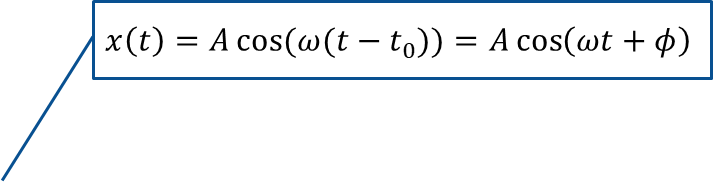 x(t) = A cos(ω(t − t₀)) = A cos(ωt + ϕ)